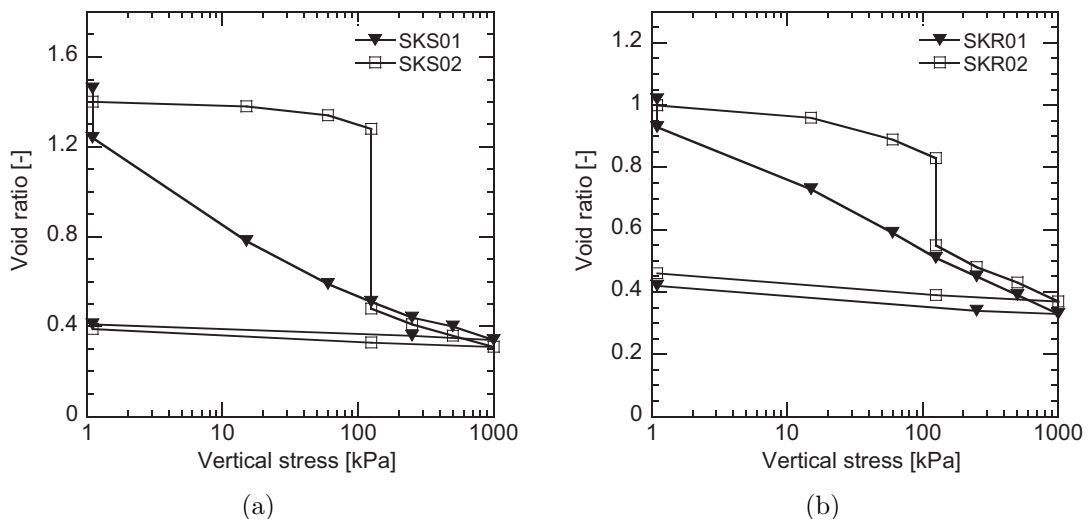 1.6
1.2
0.8
0.4
0
Void ratio [-]
1
10
100
1000
Vertical stress [kPa]
SKS01
SKS02
(a)
1.2
1
0.8
0.6
0.4
0.2
0
Void ratio [-]
1
10
100
1000
Vertical stress [kPa]
SKR01
SKR02
(b)